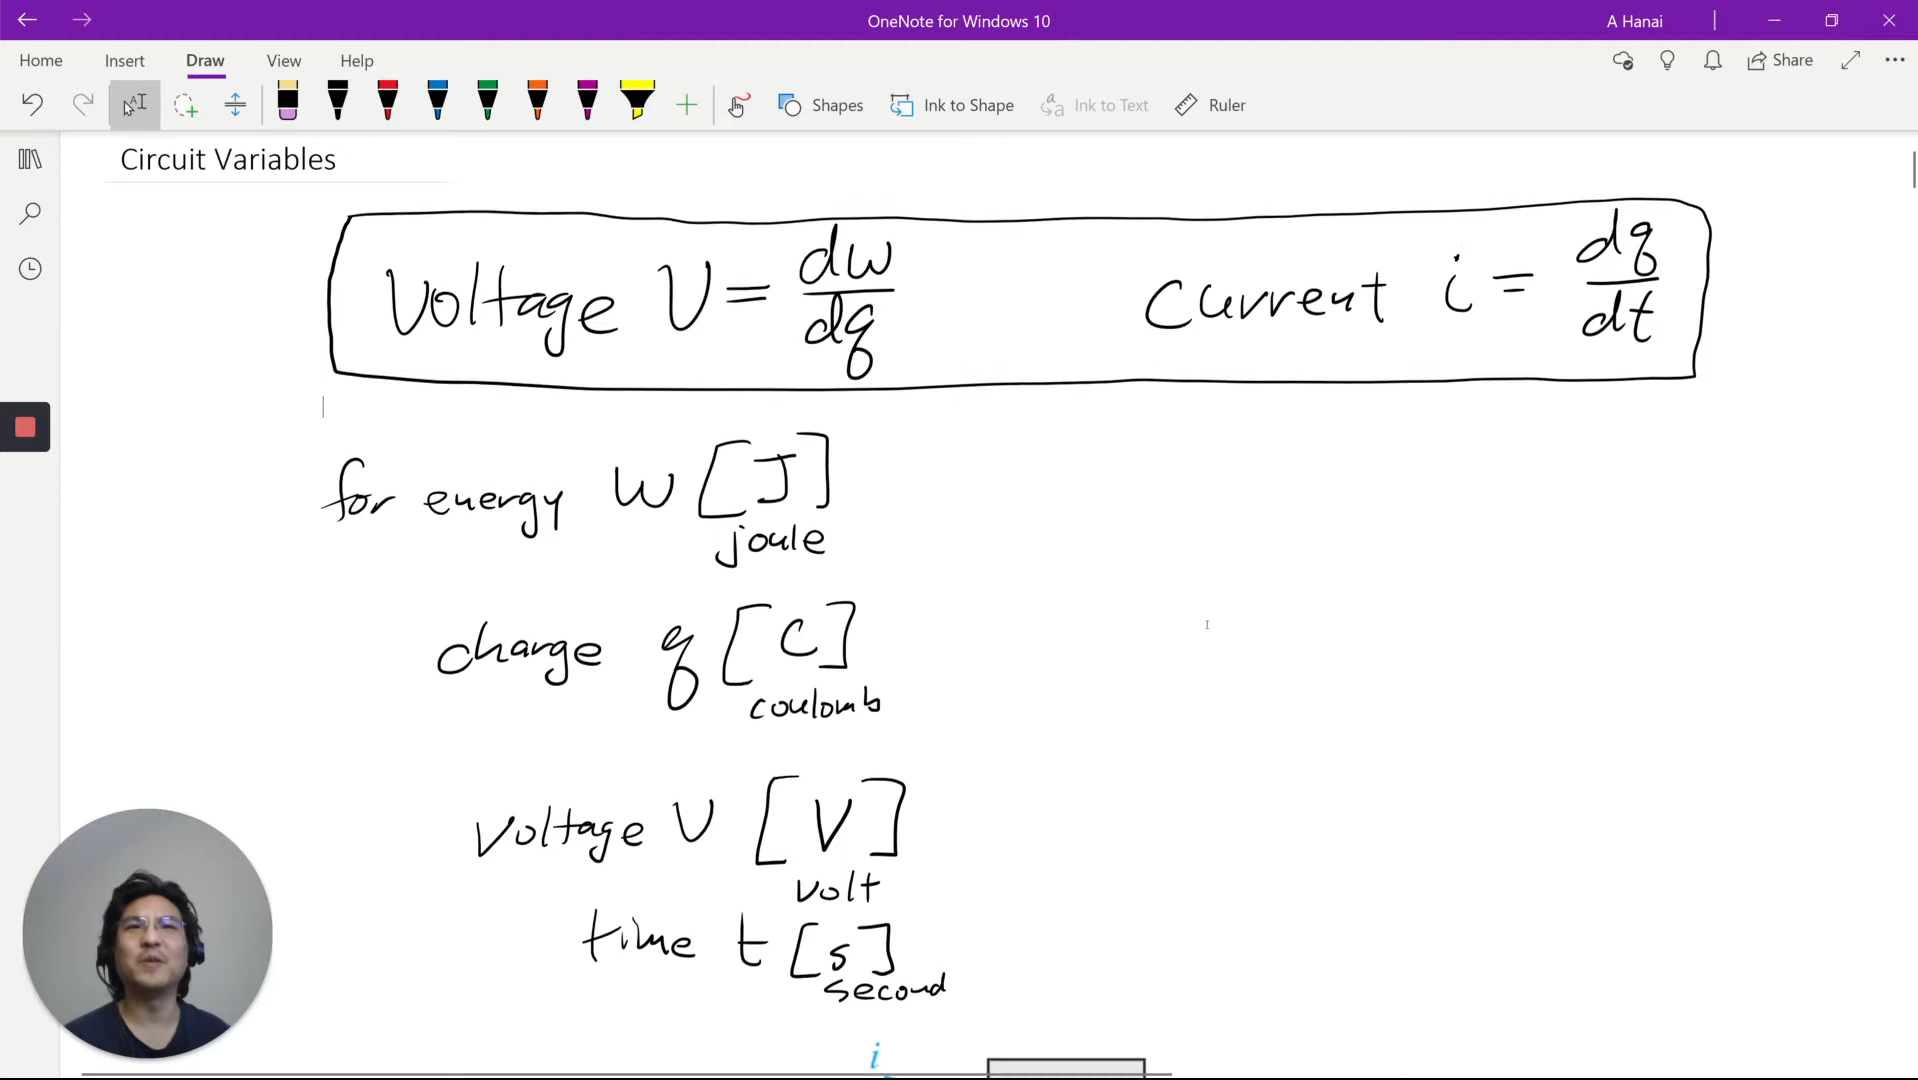 OneNote for Windows 10
A Hanai
Home Insert Draw View Help
Share
Shapes Ink to Shape Ink to Text Ruler
Circuit Variables
Voltage v = dw/dq
Current i = dq/dt
for energy w [J]
joule
charge q [C]
coulomb
voltage v [V]
volt
time t [s]
second
i